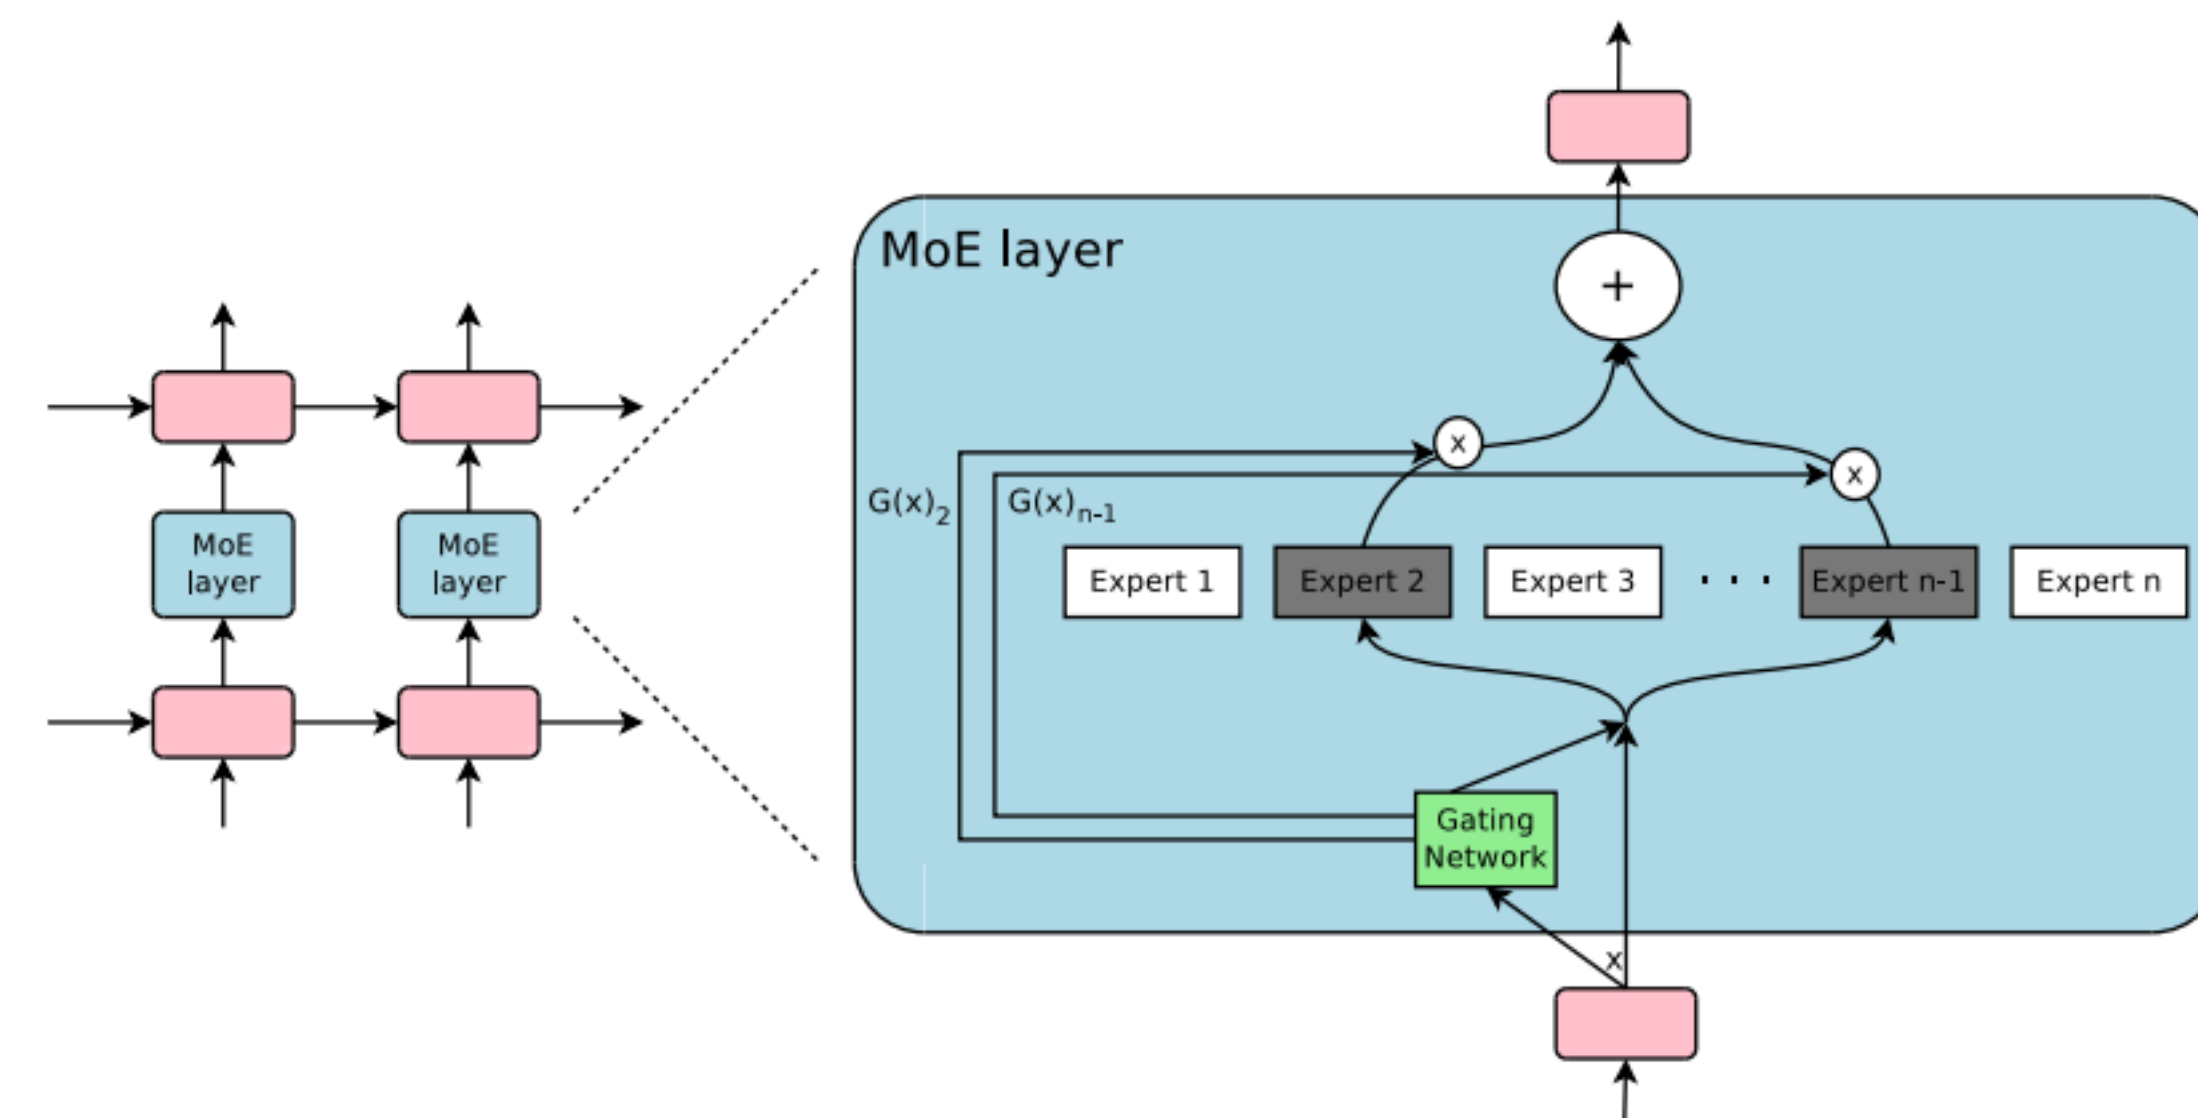 MoE layer
+
x
x
G(x)2
G(x)n-1
MoE
layer
MoE
layer
Expert 1
Expert 2
Expert 3
. . .
Expert n-1
Expert n
Gating
Network
x